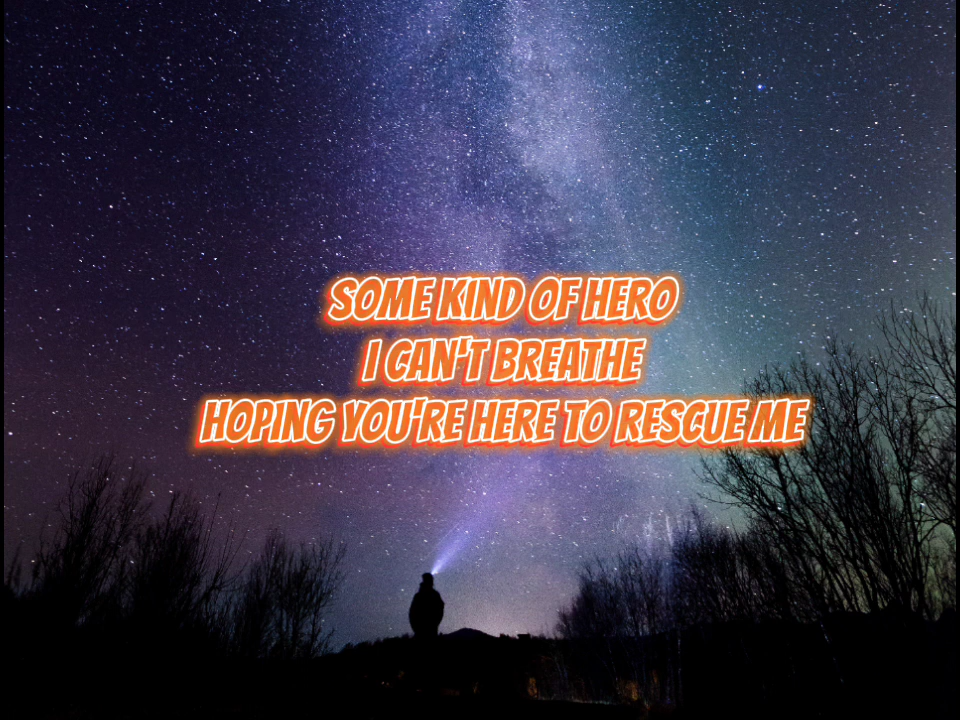 SOME KIND OF HERO
I CAN'T BREATHE
HOPING YOU'RE HERE TO RESCUE ME